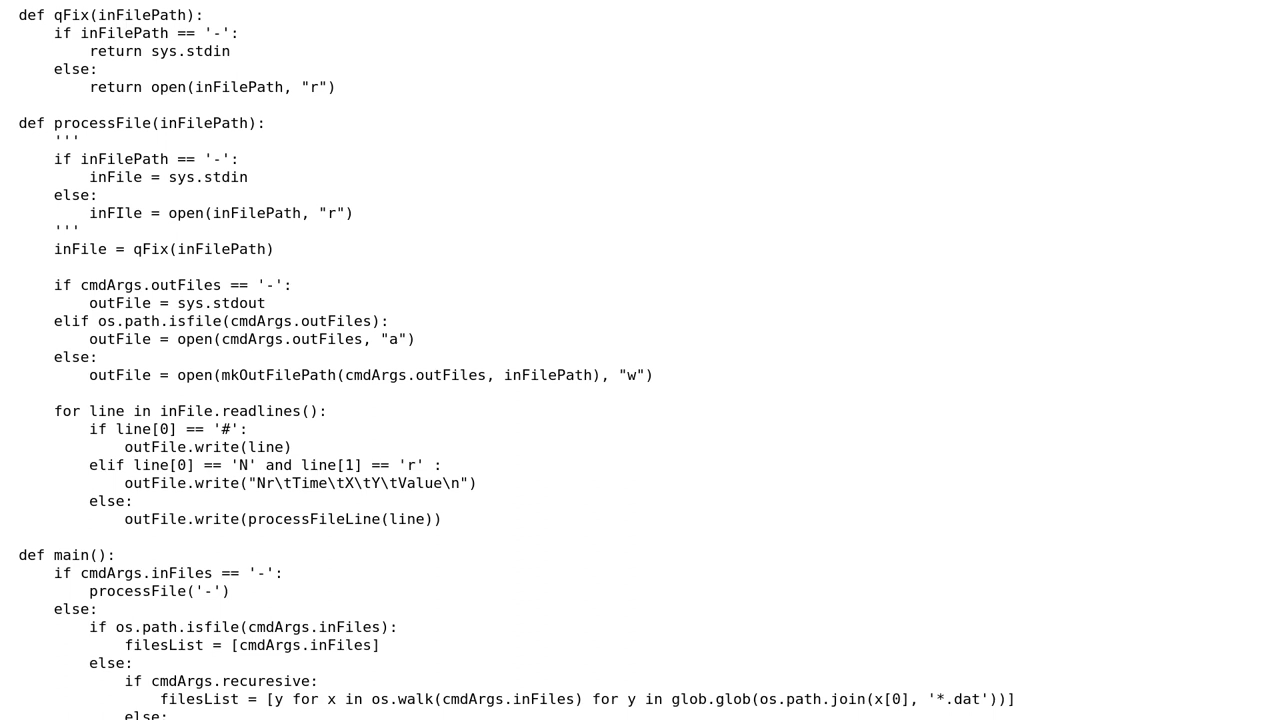 def qFix(inFilePath):
    if inFilePath == '-':
        return sys.stdin
    else:
        return open(inFilePath, "r")

def processFile(inFilePath):
    '''
    if inFilePath == '-':
        inFile = sys.stdin
    else:
        inFIle = open(inFilePath, "r")
    '''
    inFile = qFix(inFilePath)

    if cmdArgs.outFiles == '-':
        outFile = sys.stdout
    elif os.path.isfile(cmdArgs.outFiles):
        outFile = open(cmdArgs.outFiles, "a")
    else:
        outFile = open(mkOutFilePath(cmdArgs.outFiles, inFilePath), "w")

    for line in inFile.readlines():
        if line[0] == '#':
            outFile.write(line)
        elif line[0] == 'N' and line[1] == 'r' :
            outFile.write("Nr\tTime\tX\tY\tValue\n")
        else:
            outFile.write(processFileLine(line))

def main():
    if cmdArgs.inFiles == '-':
        processFile('-')
    else:
        if os.path.isfile(cmdArgs.inFiles):
            filesList = [cmdArgs.inFiles]
        else:
            if cmdArgs.recuresive:
                filesList = [y for x in os.walk(cmdArgs.inFiles) for y in glob.glob(os.path.join(x[0], '*.dat'))]
            else: